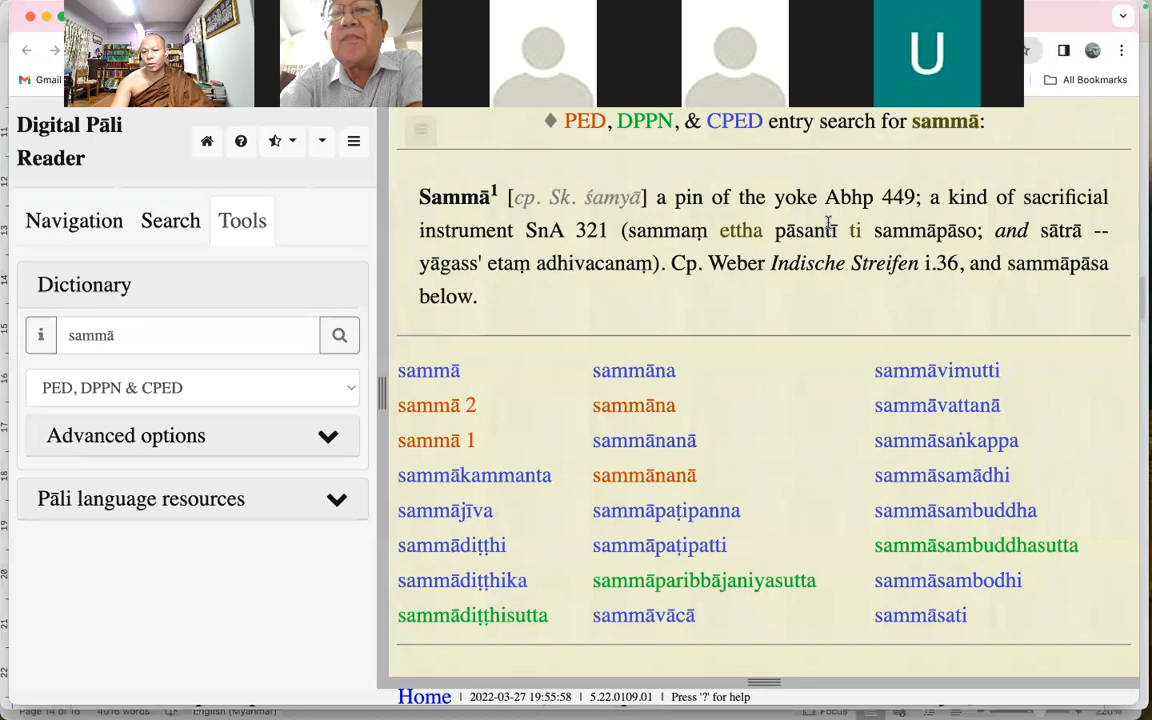 U
Gmail
All Bookmarks
Digital Pāli
Reader
Navigation Search Tools
Dictionary
sammā
PED, DPPN & CPED
Advanced options
Pāli language resources
♦ PED, DPPN, & CPED entry search for sammā:
Sammā¹ [cp. Sk. śamyā] a pin of the yoke Abhp 449; a kind of sacrificial
instrument SnA 321 (sammaṃ ettha pāsantī ti sammāpāso; and sātrā --
yāgass' etaṃ adhivacanaṃ). Cp. Weber Indische Streifen i.36, and sammāpāsa
below.
sammā sammāna sammāvimutti
sammā 2 sammāna sammāvattanā
sammā 1 sammānanā sammāsaṅkappa
sammākammanta sammānanā sammāsamādhi
sammājīva sammāpaṭipanna sammāsambuddha
sammādiṭṭhi sammāpaṭipatti sammāsambuddhasutta
sammādiṭṭhika sammāparibbājaniyasutta sammāsambodhi
sammādiṭṭhisutta sammāvācā sammāsati
Home | 2022-03-27 19:55:58 | 5.22.0109.01 | Press '?' for help